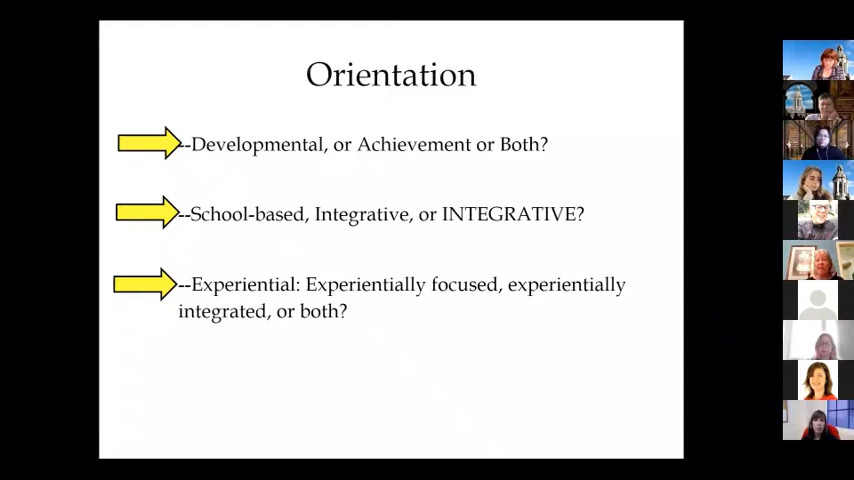 Orientation
--Developmental, or Achievement or Both?
--School-based, Integrative, or INTEGRATIVE?
--Experiential: Experientially focused, experientially
integrated, or both?